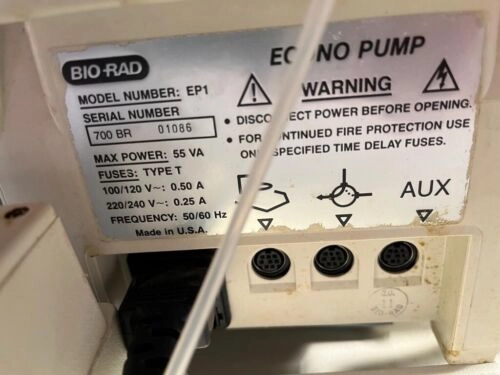 BIO-RAD
MODEL NUMBER: EP1
SERIAL NUMBER
700 BR 01086
MAX POWER: 55 VA
FUSES: TYPE T
100/120 V~: 0.50 A
220/240 V~: 0.25 A
FREQUENCY: 50/60 Hz
Made in U.S.A.
PUMP
WARNING
• DISCONNECT POWER BEFORE OPENING.
• FOR CONTINUED FIRE PROTECTION USE
ONLY SPECIFIED TIME DELAY FUSES.
AUX
BIO-RAD